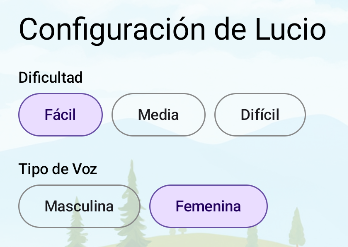 Configuración de Lucio
Dificultad
Fácil Media Difícil
Tipo de Voz
Masculina Femenina